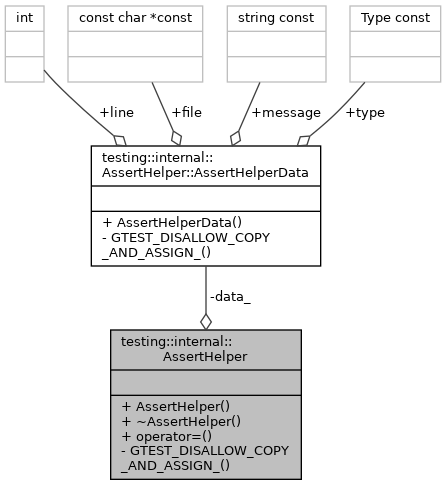 int
const char *const
string const
Type const
+line
+file
+message
+type
testing::internal::
AssertHelper::AssertHelperData
+ AssertHelperData()
- GTEST_DISALLOW_COPY
_AND_ASSIGN_()
-data_
testing::internal::
AssertHelper
+ AssertHelper()
+ ~AssertHelper()
+ operator=()
- GTEST_DISALLOW_COPY
_AND_ASSIGN_()